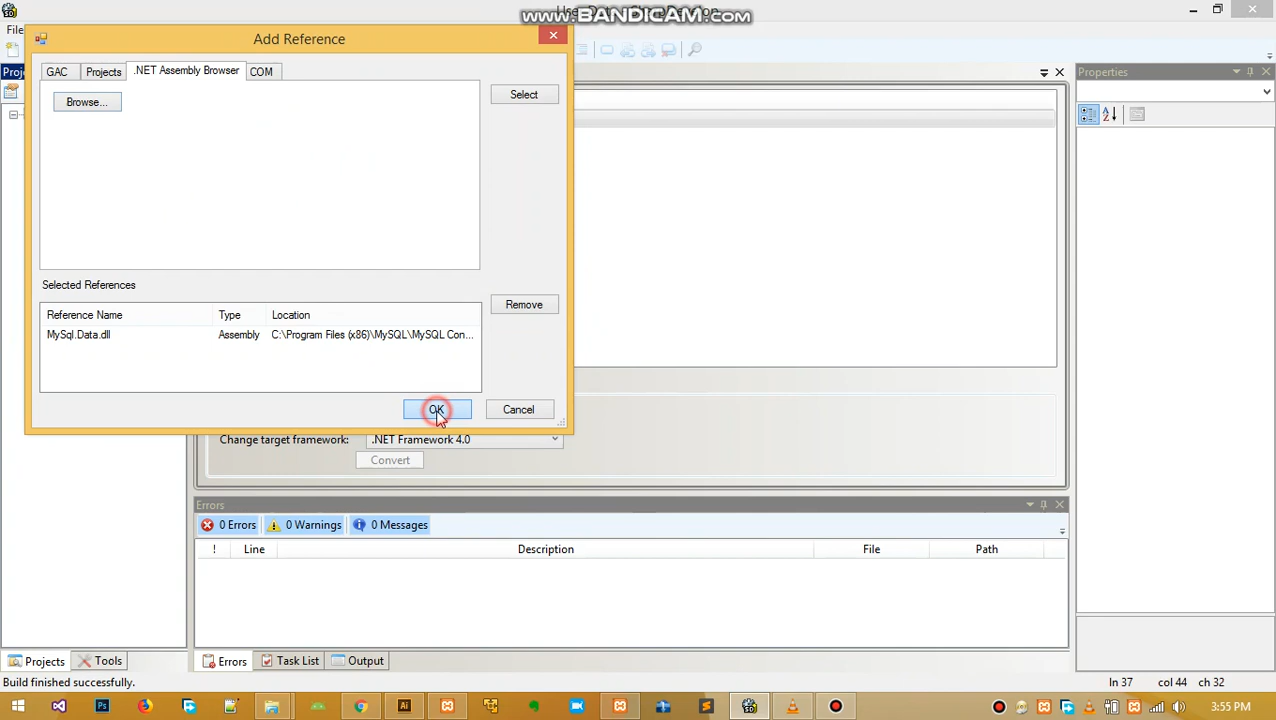 www.BANDICAM.com
File
Add Reference
GAC
Projects
.NET Assembly Browser
COM
Browse...
Select
Selected References
Remove
Reference Name
Type
Location
MySql.Data.dll
Assembly
C:\Program Files (x86)\MySQL\MySQL Con...
OK
Cancel
Change target framework:
.NET Framework 4.0
Convert
Properties
Errors
0 Errors
0 Warnings
0 Messages
!
Line
Description
File
Path
Projects
Tools
Errors
Task List
Output
Build finished successfully.
ln 37
col 44
ch 32
3:55 PM